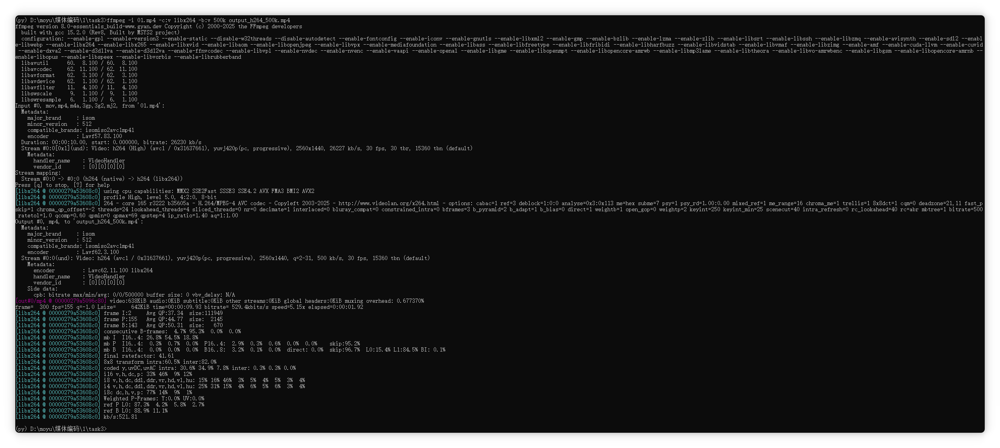 (py) D:\moyu\媒体编码\1\task3>ffmpeg -i 01.mp4 -c:v libx264 -b:v 500k output_h264_500k.mp4
ffmpeg version 8.0-essentials_build-www.gyan.dev Copyright (c) 2000-2025 the FFmpeg developers
  built with gcc 15.2.0 (Rev8, Built by MSYS2 project)
  configuration: --enable-gpl --enable-version3 --enable-static --disable-w32threads --disable-autodetect --enable-fontconfig --enable-iconv --enable-gnutls --enable-libxml2 --enable-gmp --enable-bzlib --enable-lzma --enable-zlib --enable-libsrt --enable-libssh --enable-libzmq --enable-avisynth --enable-sdl2 --enabl
e-libwebp --enable-libx264 --enable-libx265 --enable-libxvid --enable-libaom --enable-libopenjpeg --enable-libvpx --enable-mediafoundation --enable-libass --enable-libfreetype --enable-libfribidi --enable-libharfbuzz --enable-libvidstab --enable-libvmaf --enable-libzimg --enable-amf --enable-cuda-llvm --enable-cuvid
 --enable-dxva2 --enable-d3d11va --enable-d3d12va --enable-ffnvcodec --enable-libvpl --enable-nvdec --enable-nvenc --enable-vaapi --enable-openal --enable-libgme --enable-libopenmpt --enable-libopencore-amrwb --enable-libmp3lame --enable-libtheora --enable-libvo-amrwbenc --enable-libgsm --enable-libopencore-amrnb --
enable-libopus --enable-libspeex --enable-libvorbis --enable-librubberband
  libavutil      60.  8.100 / 60.  8.100
  libavcodec     62. 11.100 / 62. 11.100
  libavformat    62.  3.100 / 62.  3.100
  libavdevice    62.  1.100 / 62.  1.100
  libavfilter    11.  4.100 / 11.  4.100
  libswscale      9.  1.100 /  9.  1.100
  libswresample   6.  1.100 /  6.  1.100
Input #0, mov,mp4,m4a,3gp,3g2,mj2, from '01.mp4':
  Metadata:
    major_brand     : isom
    minor_version   : 512
    compatible_brands: isomiso2avc1mp41
    encoder         : Lavf57.83.100
  Duration: 00:00:10.00, start: 0.000000, bitrate: 26230 kb/s
  Stream #0:0[0x1](und): Video: h264 (High) (avc1 / 0x31637661), yuvj420p(pc, progressive), 2560x1440, 26227 kb/s, 30 fps, 30 tbr, 15360 tbn (default)
    Metadata:
      handler_name    : VideoHandler
      vendor_id       : [0][0][0][0]
Stream mapping:
  Stream #0:0 -> #0:0 (h264 (native) -> h264 (libx264))
Press [q] to stop, [?] for help
[libx264 @ 00000279a53608c0] using cpu capabilities: MMX2 SSE2Fast SSSE3 SSE4.2 AVX FMA3 BMI2 AVX2
[libx264 @ 00000279a53608c0] profile High, level 5.0, 4:2:0, 8-bit
[libx264 @ 00000279a53608c0] 264 - core 165 r3222 b35605a - H.264/MPEG-4 AVC codec - Copyleft 2003-2025 - http://www.videolan.org/x264.html - options: cabac=1 ref=3 deblock=1:0:0 analyse=0x3:0x113 me=hex subme=7 psy=1 psy_rd=1.00:0.00 mixed_ref=1 me_range=16 chroma_me=1 trellis=1 8x8dct=1 cqm=0 deadzone=21,11 fast_p
skip=1 chroma_qp_offset=-2 threads=24 lookahead_threads=4 sliced_threads=0 nr=0 decimate=1 interlaced=0 bluray_compat=0 constrained_intra=0 bframes=3 b_pyramid=2 b_adapt=1 b_bias=0 direct=1 weightb=1 open_gop=0 weightp=2 keyint=250 keyint_min=25 scenecut=40 intra_refresh=0 rc_lookahead=40 rc=abr mbtree=1 bitrate=500
 ratetol=1.0 qcomp=0.60 qpmin=0 qpmax=69 qpstep=4 ip_ratio=1.40 aq=1:1.00
Output #0, mp4, to 'output_h264_500k.mp4':
  Metadata:
    major_brand     : isom
    minor_version   : 512
    compatible_brands: isomiso2avc1mp41
    encoder         : Lavf62.3.100
  Stream #0:0(und): Video: h264 (avc1 / 0x31637661), yuvj420p(pc, progressive), 2560x1440, q=2-31, 500 kb/s, 30 fps, 15360 tbn (default)
    Metadata:
      encoder         : Lavc62.11.100 libx264
      handler_name    : VideoHandler
      vendor_id       : [0][0][0][0]
    Side data:
      cpb: bitrate max/min/avg: 0/0/500000 buffer size: 0 vbv_delay: N/A
[out#0/mp4 @ 00000279a5096c80] video:638KiB audio:0KiB subtitle:0KiB other streams:0KiB global headers:0KiB muxing overhead: 0.677370%
frame=  300 fps=155 q=-1.0 Lsize=     642KiB time=00:00:09.93 bitrate= 529.4kbits/s speed=5.15x elapsed=0:00:01.92
[libx264 @ 00000279a53608c0] frame I:2     Avg QP:37.34  size:111949
[libx264 @ 00000279a53608c0] frame P:155   Avg QP:44.77  size:  2145
[libx264 @ 00000279a53608c0] frame B:143   Avg QP:50.31  size:   670
[libx264 @ 00000279a53608c0] consecutive B-frames:  4.7% 95.3%  0.0%  0.0%
[libx264 @ 00000279a53608c0] mb I  I16..4: 26.8% 54.5% 18.8%
[libx264 @ 00000279a53608c0] mb P  I16..4:  0.3%  0.7%  0.0%  P16..4:  2.9%  0.3%  0.6%  0.0%  0.0%    skip:95.2%
[libx264 @ 00000279a53608c0] mb B  I16..4:  0.0%  0.0%  0.0%  B16..8:  3.2%  0.1%  0.0%  direct: 0.0%  skip:96.7%  L0:15.4% L1:84.5% BI: 0.1%
[libx264 @ 00000279a53608c0] final ratefactor: 41.61
[libx264 @ 00000279a53608c0] 8x8 transform intra:60.5% inter:82.0%
[libx264 @ 00000279a53608c0] coded y,uvDC,uvAC intra: 30.6% 34.9% 7.8% inter: 0.3% 0.3% 0.0%
[libx264 @ 00000279a53608c0] i16 v,h,dc,p: 33% 46%  9% 12%
[libx264 @ 00000279a53608c0] i8 v,h,dc,ddl,ddr,vr,hd,vl,hu: 15% 16% 46%  3%  5%  4%  5%  3%  4%
[libx264 @ 00000279a53608c0] i4 v,h,dc,ddl,ddr,vr,hd,vl,hu: 25% 31% 15%  4%  6%  5%  6%  3%  4%
[libx264 @ 00000279a53608c0] i8c dc,h,v,p: 77% 14%  9%  1%
[libx264 @ 00000279a53608c0] Weighted P-Frames: Y:0.0% UV:0.0%
[libx264 @ 00000279a53608c0] ref P L0: 87.3%  4.2%  5.8%  2.7%
[libx264 @ 00000279a53608c0] ref B L0: 88.9% 11.1%
[libx264 @ 00000279a53608c0] kb/s:521.81
(py) D:\moyu\媒体编码\1\task3>